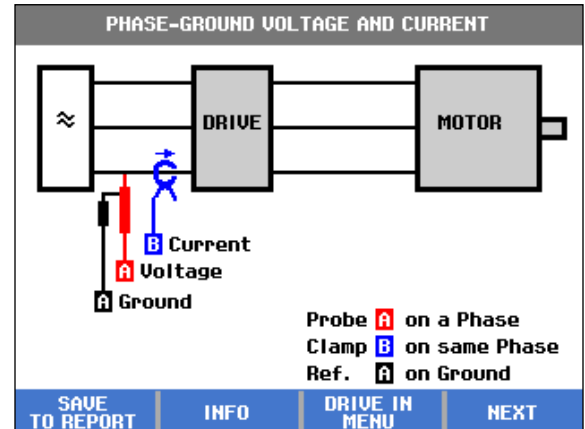 PHASE-GROUND VOLTAGE AND CURRENT
≈
DRIVE
MOTOR
B Current
A Voltage
A Ground
Probe A on a Phase
Clamp B on same Phase
Ref. A on Ground
SAVE
TO REPORT
INFO
DRIVE IN
MENU
NEXT